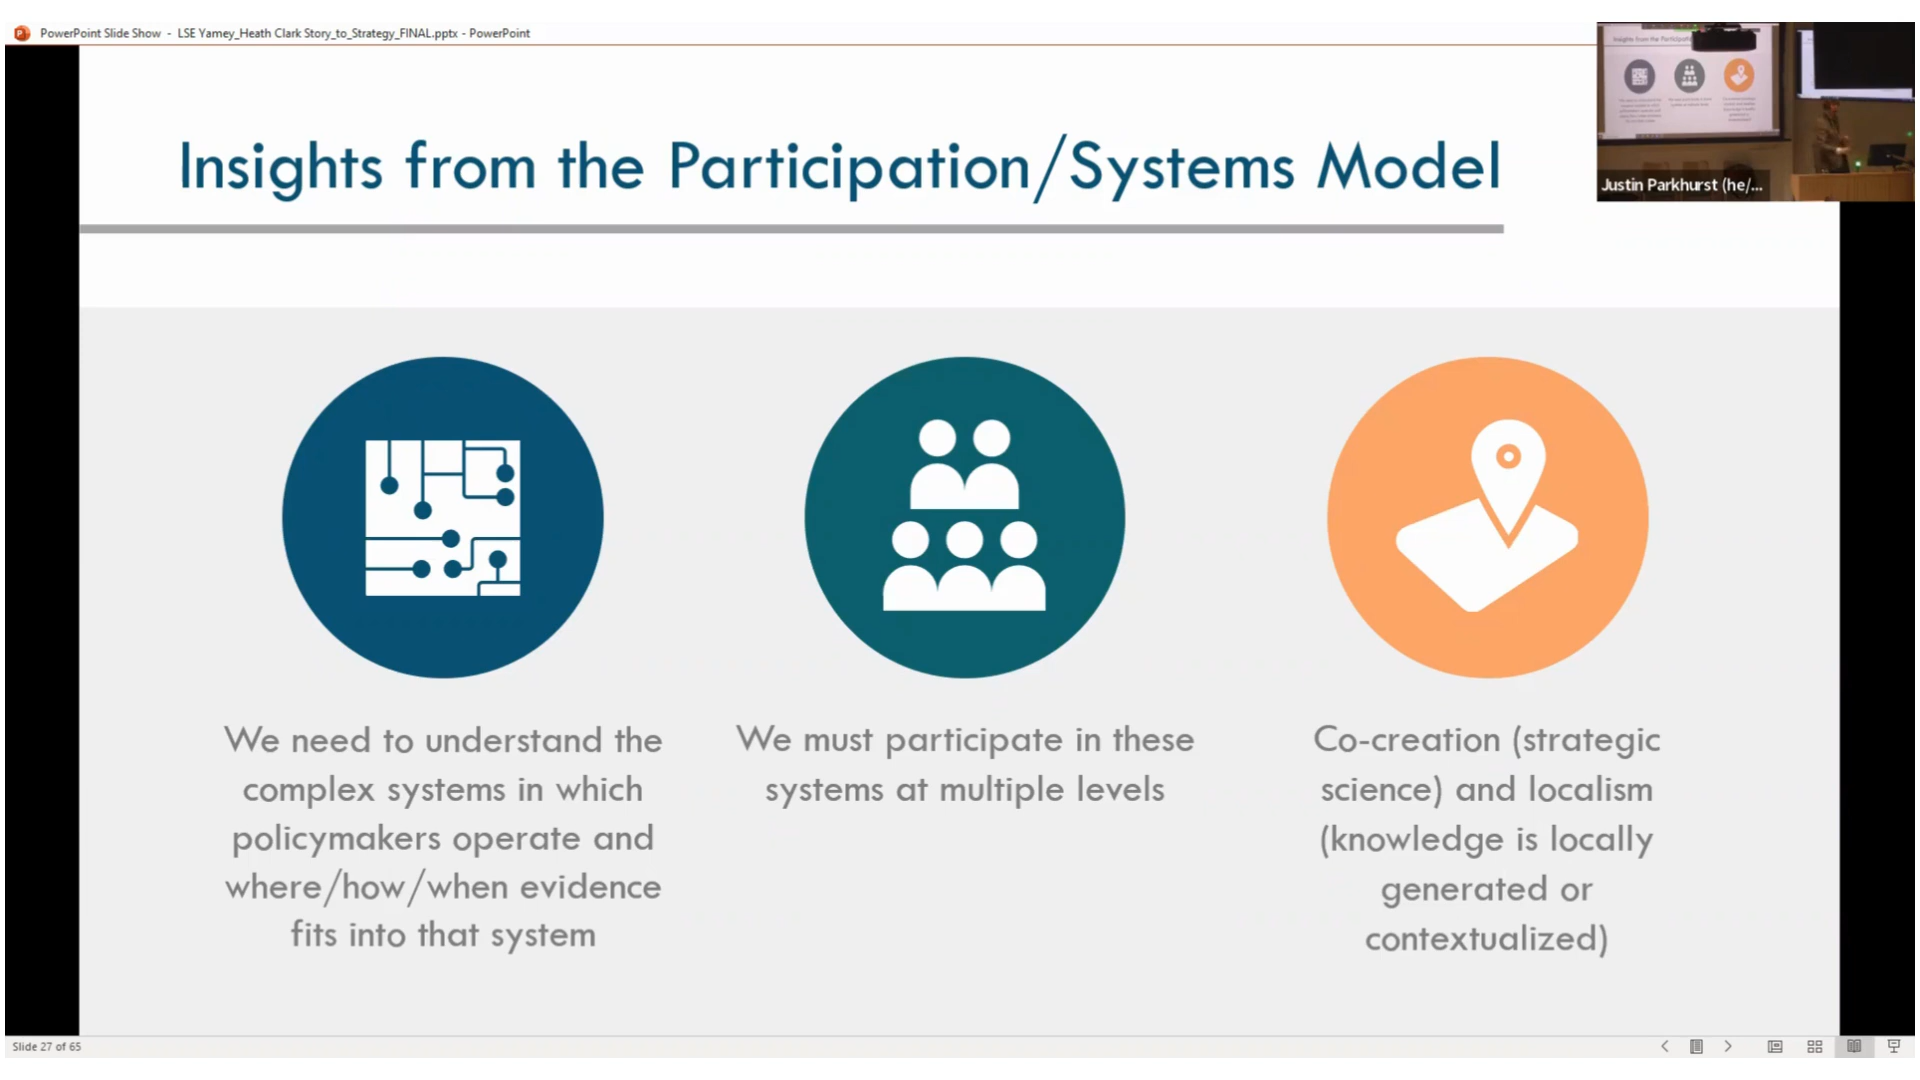 PowerPoint Slide Show - LSE Yamey_Heath Clark Story_to_Strategy_FINAL.pptx - PowerPoint
Insights from the Participation/Systems Model
Justin Parkhurst (he/...
We need to understand the
complex systems in which
policymakers operate and
where/how/when evidence
fits into that system
We must participate in these
systems at multiple levels
Co-creation (strategic
science) and localism
(knowledge is locally
generated or
contextualized)
Slide 27 of 65